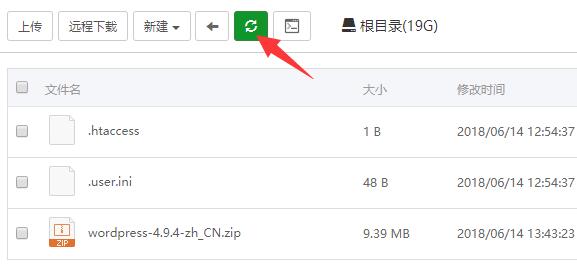 上传 远程下载 新建 根目录(19G)
文件名 大小 修改时间
.htaccess 1 B 2018/06/14 12:54:37
.user.ini 48 B 2018/06/14 12:54:37
ZIP wordpress-4.9.4-zh_CN.zip 9.39 MB 2018/06/14 13:43:23